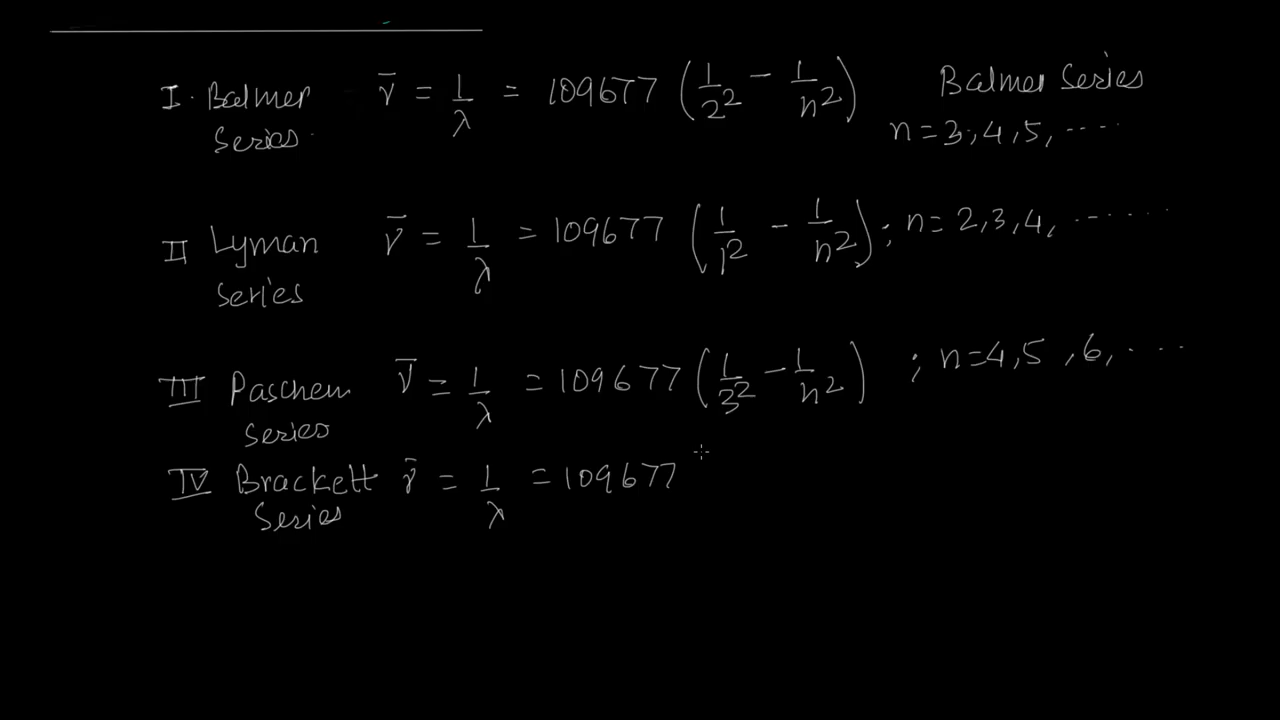 I. Balmer Series. ν̅ = 1/λ = 109677 (1/2² - 1/n²) Balmer Series
n = 3, 4, 5, ....
II Lyman Series ν̅ = 1/λ = 109677 (1/1² - 1/n²) ; n = 2, 3, 4, .......
III Paschen Series ν̅ = 1/λ = 109677 (1/3² - 1/n²) ; n = 4, 5, 6, ....
IV Brackett Series ν̅ = 1/λ = 109677